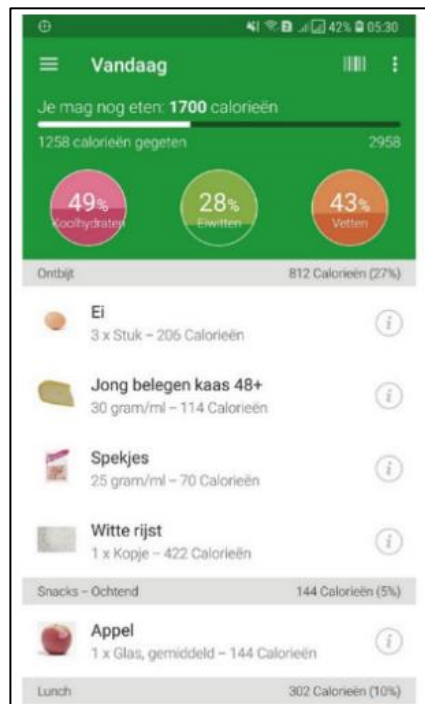 42% 05:30
Vandaag
Je mag nog eten: 1700 calorieën
1258 calorieën gegeten 2958
49% 28% 43%
Koolhydraten Eiwitten Vetten
Ontbijt 812 Calorieën (27%)
Ei
3 x Stuk – 206 Calorieën
Jong belegen kaas 48+
30 gram/ml – 114 Calorieën
Spekjes
25 gram/ml – 70 Calorieën
Witte rijst
1 x Kopje – 422 Calorieën
Snacks – Ochtend 144 Calorieën (5%)
Appel
1 x Glas, gemiddeld – 144 Calorieën
Lunch 302 Calorieën (10%)